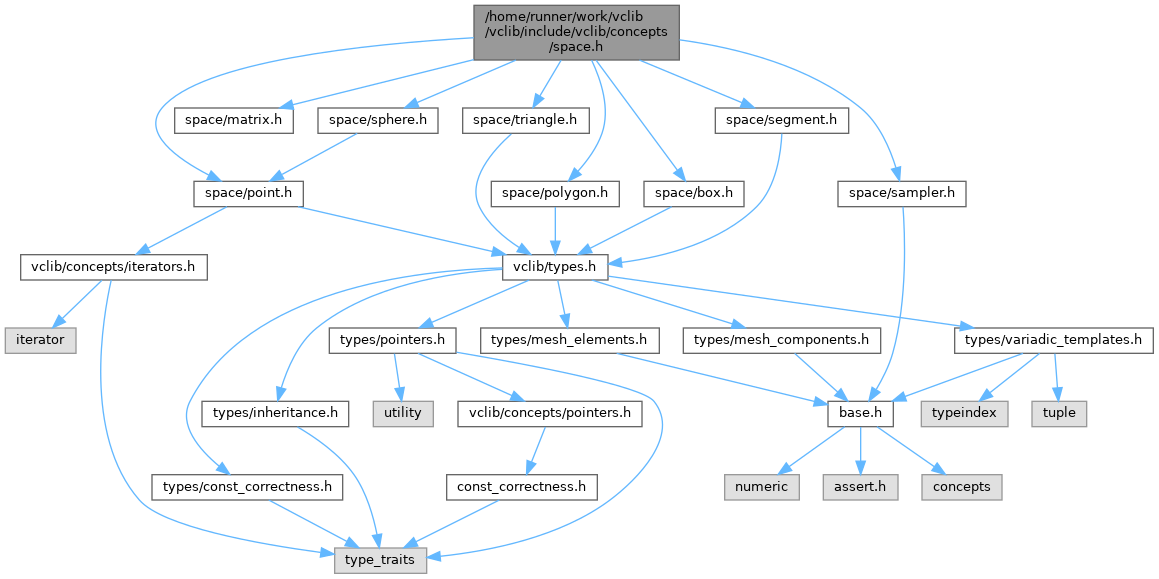 /home/runner/work/vclib
/vclib/include/vclib/concepts
/space.h
space/matrix.h
space/sphere.h
space/triangle.h
space/segment.h
space/point.h
space/polygon.h
space/box.h
space/sampler.h
vclib/concepts/iterators.h
vclib/types.h
iterator
types/pointers.h
types/mesh_elements.h
types/mesh_components.h
types/variadic_templates.h
types/inheritance.h
utility
vclib/concepts/pointers.h
base.h
typeindex
tuple
types/const_correctness.h
const_correctness.h
numeric
assert.h
concepts
type_traits